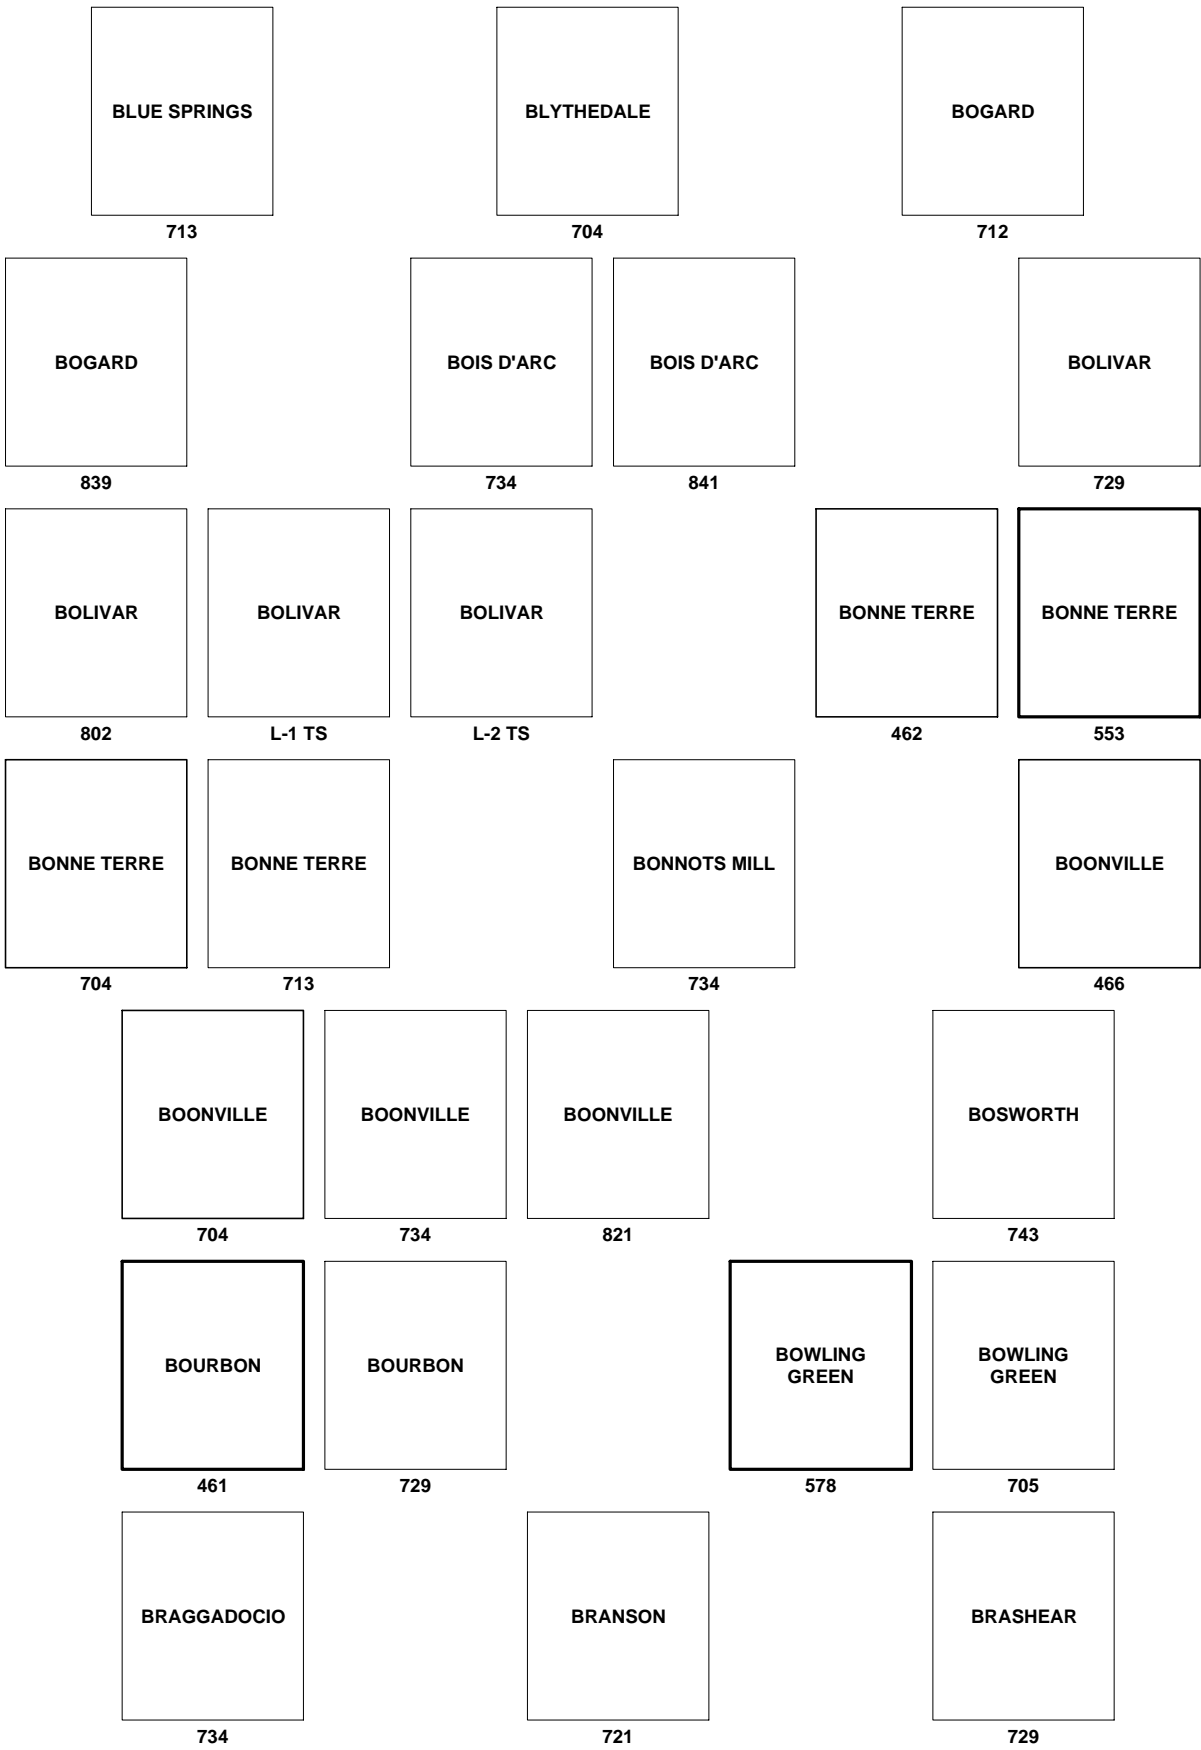 BLUE SPRINGS
BLYTHEDALE
BOGARD
713
704
712
BOGARD
BOIS D'ARC
BOIS D'ARC
BOLIVAR
839
734
841
729
BOLIVAR
BOLIVAR
BOLIVAR
BONNE TERRE
BONNE TERRE
802
L-1 TS
L-2 TS
462
553
BONNE TERRE
BONNE TERRE
BONNOTS MILL
BOONVILLE
704
713
734
466
BOONVILLE
BOONVILLE
BOONVILLE
BOSWORTH
704
734
821
743
BOURBON
BOURBON
BOWLING
GREEN
BOWLING
GREEN
461
729
578
705
BRAGGADOCIO
BRANSON
BRASHEAR
734
721
729